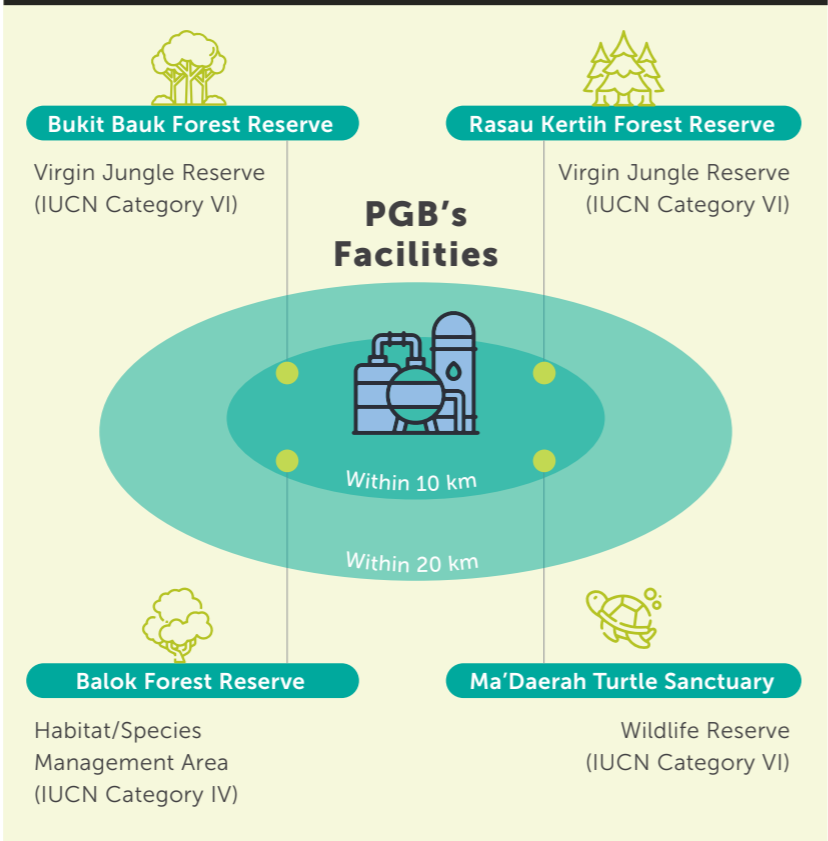 Bukit Bauk Forest Reserve
Virgin Jungle Reserve
(IUCN Category VI)
Rasau Kertih Forest Reserve
Virgin Jungle Reserve
(IUCN Category VI)
PGB's
Facilities
Within 10 km
Within 20 km
Balok Forest Reserve
Habitat/Species
Management Area
(IUCN Category IV)
Ma'Daerah Turtle Sanctuary
Wildlife Reserve
(IUCN Category VI)